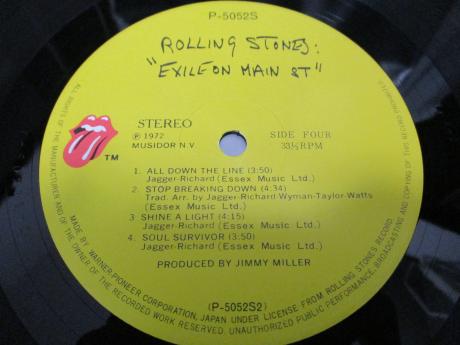 P-5052S
ROLLING STONES:
"EXILE ON MAIN ST"
STEREO
Ⓟ 1972
MUSIDOR N.V.
SIDE FOUR
33⅓ RPM
TM
1. ALL DOWN THE LINE (3:50)
Jagger-Richard (Essex Music Ltd.)
2. STOP BREAKING DOWN (4:34)
Trad. Arr. by Jagger-Richard-Wyman-Taylor-Watts
(Essex Music Ltd.)
3. SHINE A LIGHT (4:15)
Jagger-Richard (Essex Music Ltd.)
4. SOUL SURVIVOR (3:50)
Jagger-Richard (Essex Music Ltd.)
PRODUCED BY JIMMY MILLER
(P-5052S2)
MADE BY WARNER-PIONEER CORPORATION, JAPAN UNDER LICENSE FROM ROLLING STONES RECORD.
ALL RIGHTS OF THE MANUFACTURER AND OF THE OWNER OF THE RECORDED WORK RESERVED. UNAUTHORIZED PUBLIC PERFORMANCE, BROADCASTING AND COPYING OF THIS RECORD PROHIBITED.